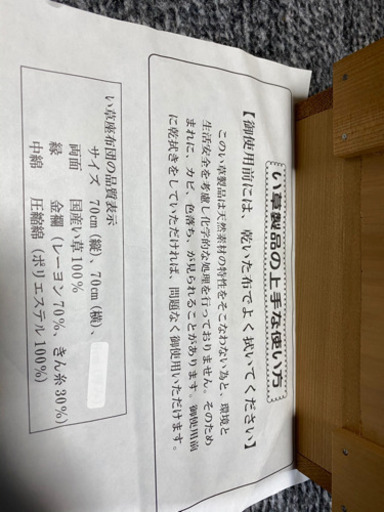 い草製品の上手な使い方
【御使用前には、乾いた布でよく拭いてください】
このい草製品は天然素材の特性をそこなわない為と、環境と
生活安全を考慮し化学的な処理を行っておりません。そのため
まれに、カビ、色落ち、が見られることがあります。御使用前
に乾拭きをしていただければ、問題なく御使用いただけます。
い草座布団の品質表示
サイズ 70㎝(縦)、70㎝(横)、
両面 国産い草100%
縁 金襴(レーヨン70%、きん糸30%)
中綿 圧縮綿(ポリエステル100%)